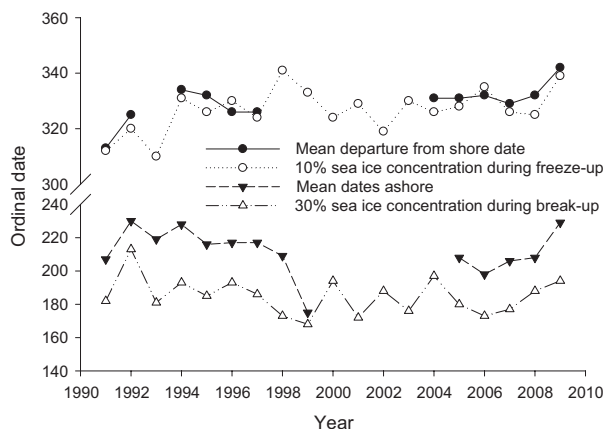 360
340
320
300
240
220
200
180
160
140
Ordinal date
Mean departure from shore date
10% sea ice concentration during freeze-up
Mean dates ashore
30% sea ice concentration during break-up
1990 1992 1994 1996 1998 2000 2002 2004 2006 2008 2010
Year